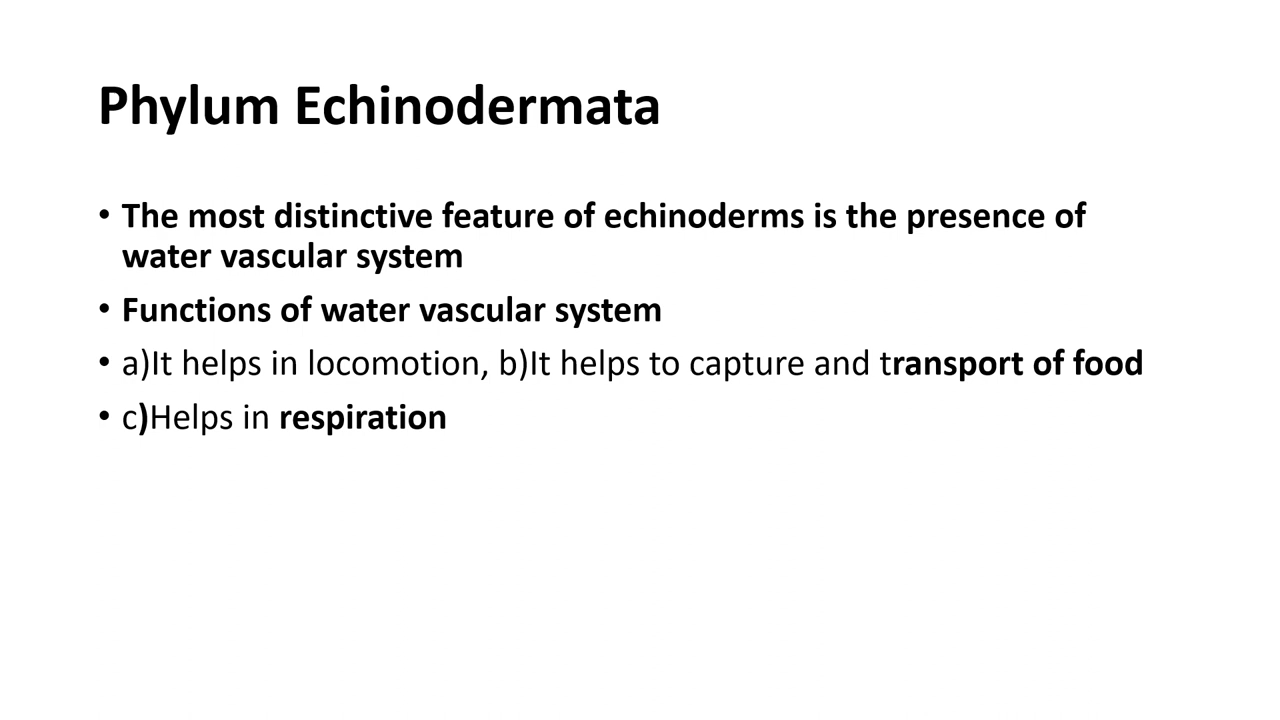 Phylum Echinodermata
• The most distinctive feature of echinoderms is the presence of
water vascular system
• Functions of water vascular system
• a)It helps in locomotion, b)It helps to capture and transport of food
• c)Helps in respiration